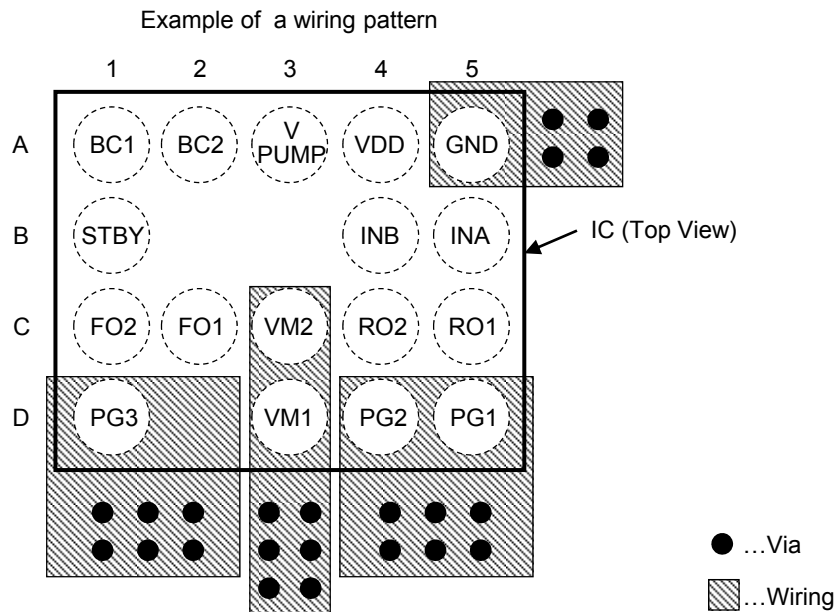 Example of a wiring pattern
1 2 3 4 5
A BC1 BC2 V PUMP VDD GND
B STBY INB INA
IC (Top View)
C FO2 FO1 VM2 RO2 RO1
D PG3 VM1 PG2 PG1
…Via
…Wiring